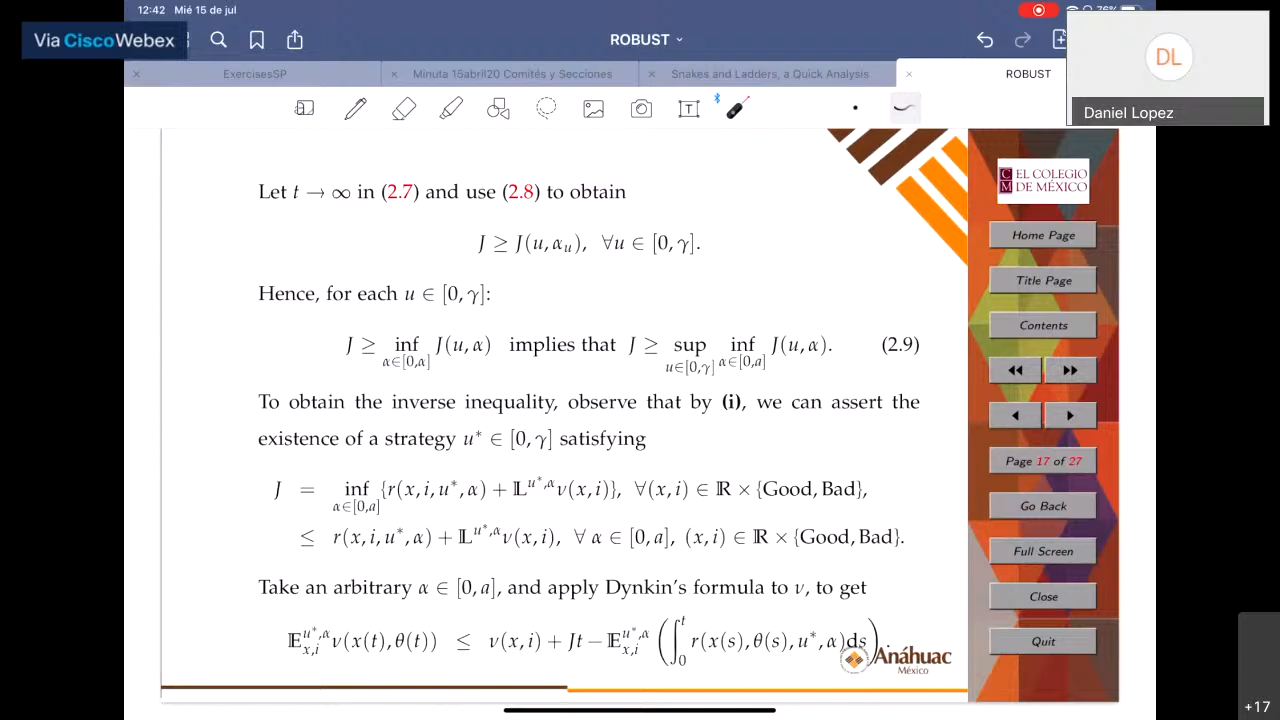 12:42 Mié 15 de jul
76%
Via Cisco Webex
ROBUST
ExercisesSP
Minuta 15abril20 Comités y Secciones
Snakes and Ladders, a Quick Analysis
ROBUST
DL
Daniel Lopez
Let t → ∞ in (2.7) and use (2.8) to obtain
J ≥ J(u, α_u), ∀u ∈ [0, γ].
Hence, for each u ∈ [0, γ]:
J ≥ inf_{α∈[0,α]} J(u, α) implies that J ≥ sup_{u∈[0,γ]} inf_{α∈[0,a]} J(u, α). (2.9)
To obtain the inverse inequality, observe that by (i), we can assert the
existence of a strategy u* ∈ [0, γ] satisfying
J = inf_{α∈[0,a]} {r(x, i, u*, α) + 𝕃^{u*,α} ν(x, i)}, ∀(x, i) ∈ ℝ × {Good, Bad},
≤ r(x, i, u*, α) + 𝕃^{u*,α} ν(x, i), ∀ α ∈ [0, a], (x, i) ∈ ℝ × {Good, Bad}.
Take an arbitrary α ∈ [0, a], and apply Dynkin's formula to ν, to get
𝔼_{x,i}^{u*,α} ν(x(t), θ(t)) ≤ ν(x, i) + Jt − 𝔼_{x,i}^{u*,α} (∫_0^t r(x(s), θ(s), u*, α)ds).
Anáhuac
México
EL COLEGIO
DE MÉXICO
CM
Home Page
Title Page
Contents
Page 17 of 27
Go Back
Full Screen
Close
Quit
+17